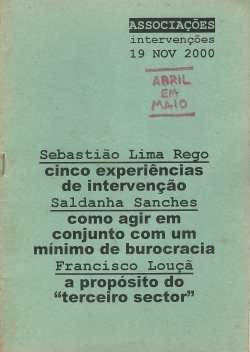 ASSOCIAÇÕES
intervenções
19 NOV 2000
ABRIL
EM
MAIO
Sebastião Lima Rego
cinco experiências
de intervenção
Saldanha Sanches
como agir em
conjunto com um
mínimo de burocracia
Francisco Louçã
a propósito do
“terceiro sector”